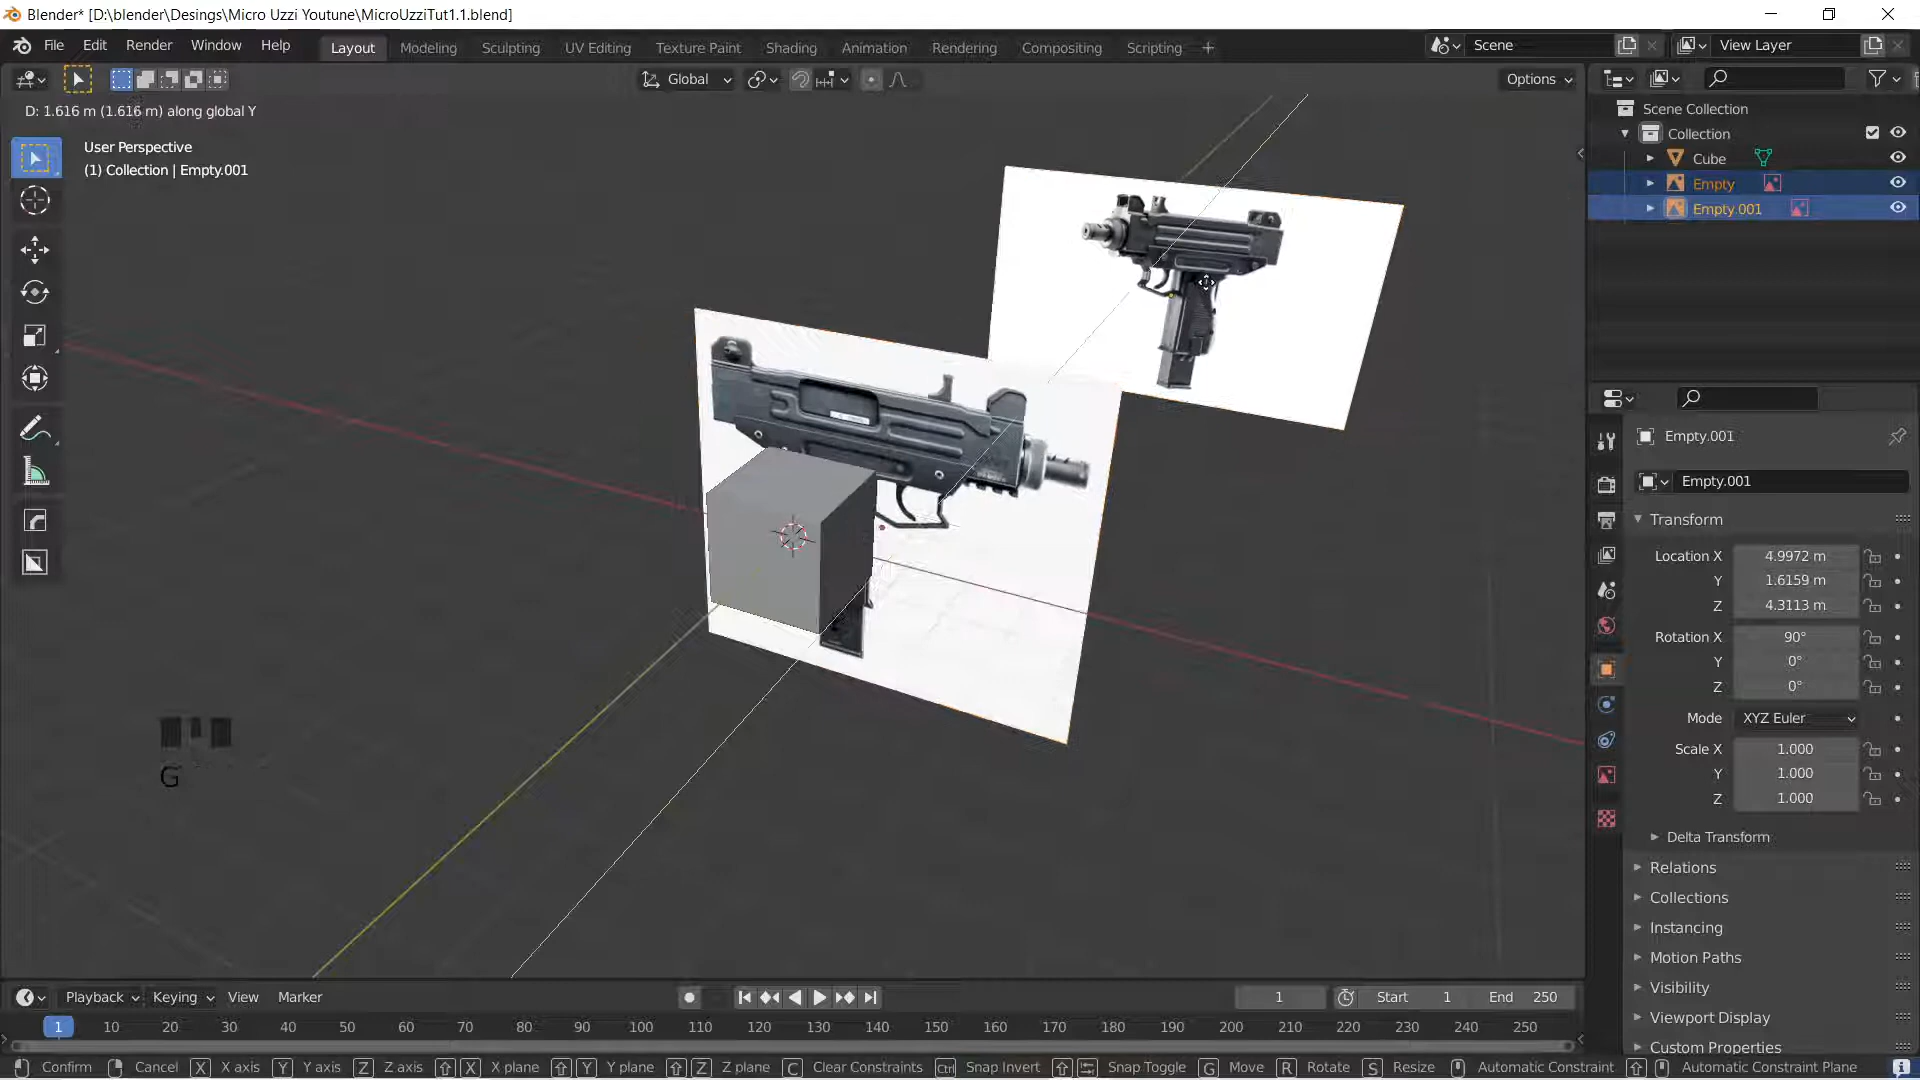 Blender* [D:\blender\Desings\Micro Uzzi Youtune\MicroUzziTut1.1.blend]
File Edit Render Window Help
Layout Modeling Sculpting UV Editing Texture Paint Shading Animation Rendering Compositing Scripting
Scene
View Layer
Global
Options
D: 1.616 m (1.616 m) along global Y
User Perspective
(1) Collection | Empty.001
G
Scene Collection
Collection
Cube
Empty
Empty.001
Empty.001
Empty.001
Transform
Location X 4.9972 m
Y 1.6159 m
Z 4.3113 m
Rotation X 90°
Y 0°
Z 0°
Mode XYZ Euler
Scale X 1.000
Y 1.000
Z 1.000
Delta Transform
Relations
Collections
Instancing
Motion Paths
Visibility
Viewport Display
Custom Properties
Playback Keying View Marker
1
Start 1
End 250
1 10 20 30 40 50 60 70 80 90 100 110 120 130 140 150 160 170 180 190 200 210 220 230 240 250
Confirm Cancel X X axis Y Y axis Z Z axis X X plane Y Y plane Z Z plane C Clear Constraints Ctrl Snap Invert Snap Toggle G Move R Rotate S Resize Automatic Constraint Automatic Constraint Plane